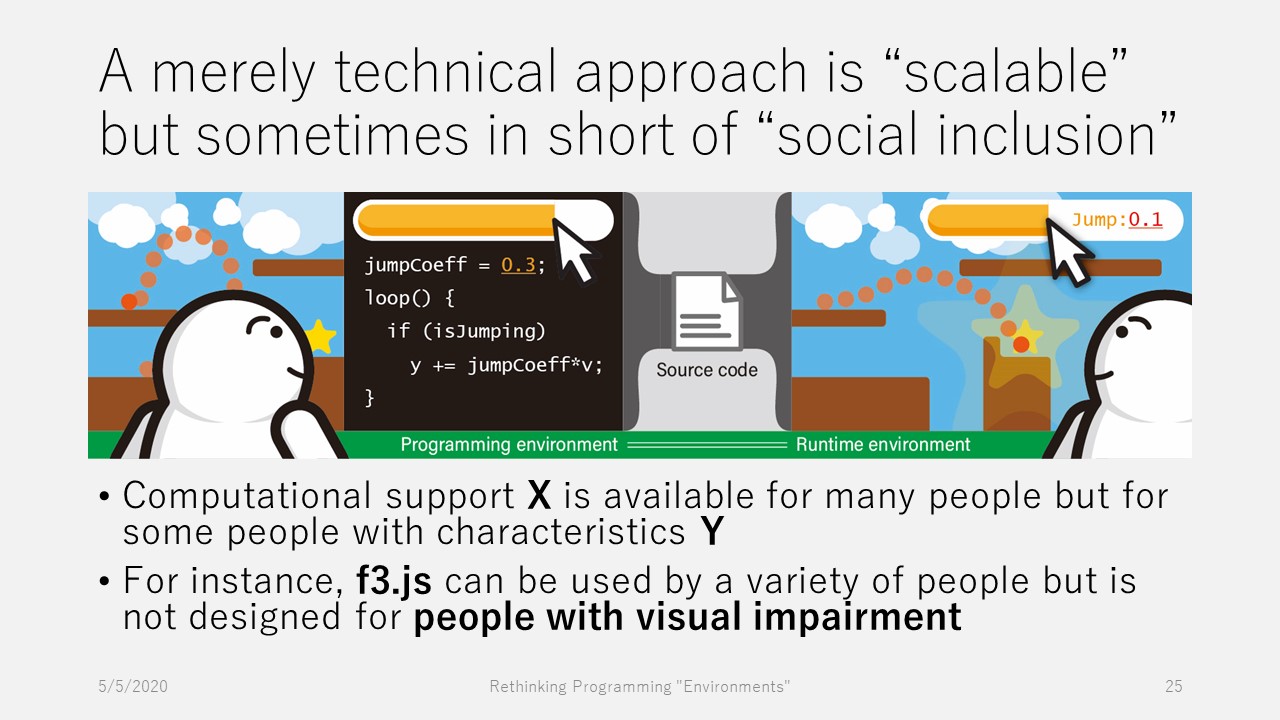 A merely technical approach is “scalable”
but sometimes in short of “social inclusion”
jumpCoeff = 0.3;
loop() {
if (isJumping)
y += jumpCoeff*v;
}
Source code
Jump:0.1
Programming environment
Runtime environment
• Computational support X is available for many people but for
some people with characteristics Y
• For instance, f3.js can be used by a variety of people but is
not designed for people with visual impairment
5/5/2020
Rethinking Programming "Environments"
25